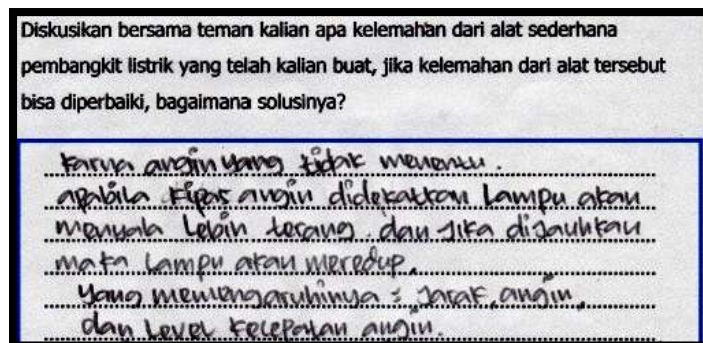 Diskusikan bersama teman kalian apa kelemahan dari alat sederhana
pembangkit listrik yang telah kalian buat, jika kelemahan dari alat tersebut
bisa diperbaiki, bagaimana solusinya?
Karna angin yang tidak menentu.
apabila kipas angin didekatkan Lampu akan
menyala Lebih terang. dan jika dijauhkan
maka Lampu akan meredup.
Yang memengaruhinya = Jarak, angin,
dan Level kecepatan angin.